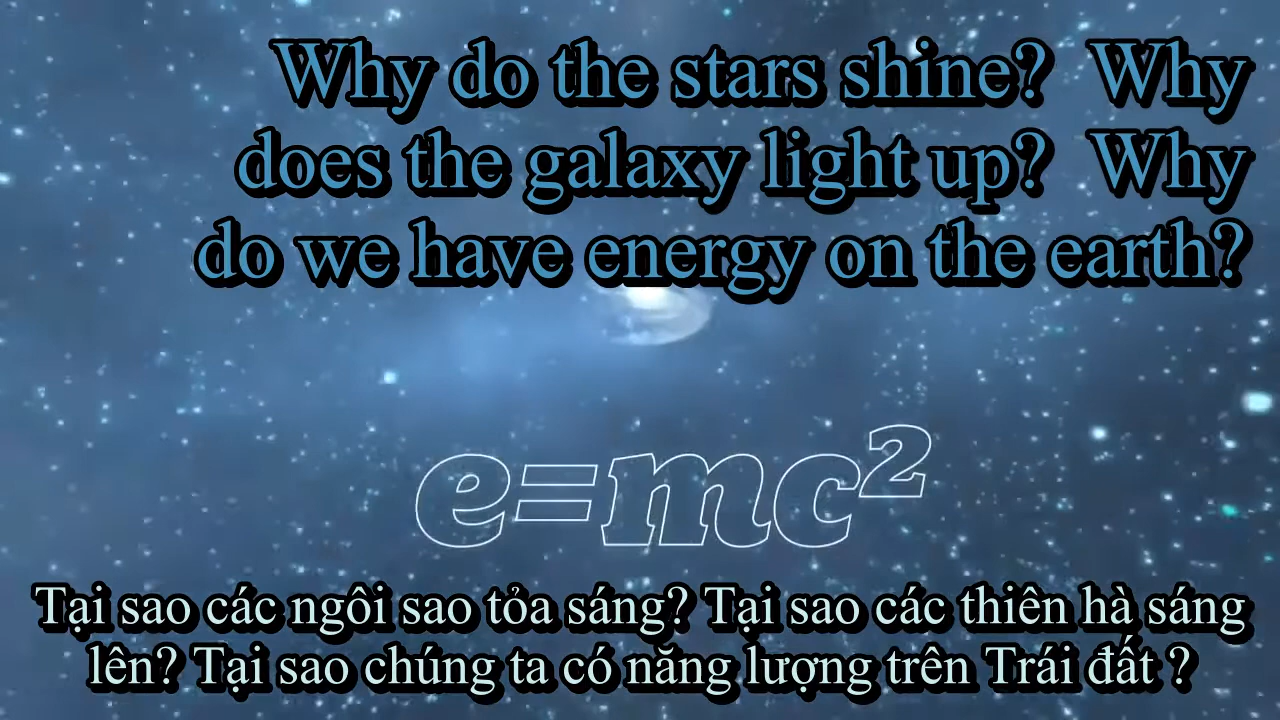 Why do the stars shine? Why
does the galaxy light up? Why
do we have energy on the earth?
e=mc²
Tại sao các ngôi sao tỏa sáng? Tại sao các thiên hà sáng
lên? Tại sao chúng ta có năng lượng trên Trái đất ?